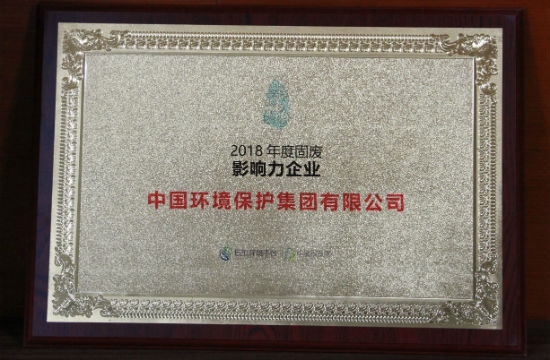 2018 年度固废
影响力企业
中国环境保护集团有限公司